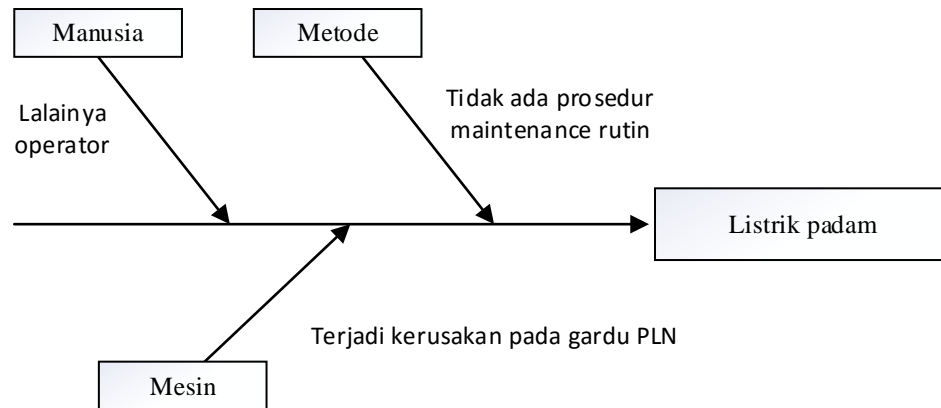 Manusia
Metode
Lalainya
operator
Tidak ada prosedur
maintenance rutin
Listrik padam
Terjadi kerusakan pada gardu PLN
Mesin